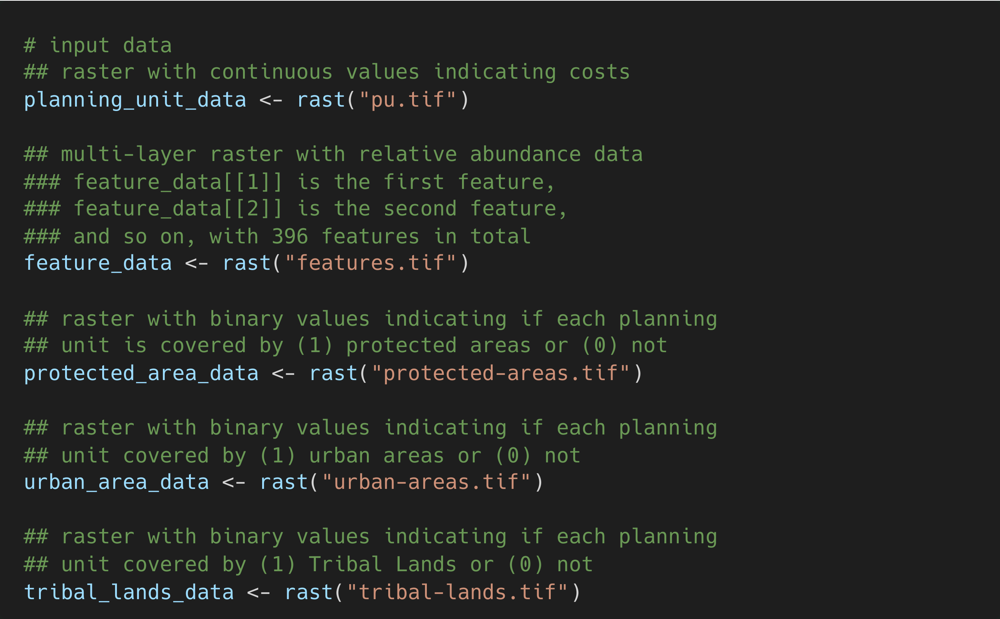 # input data
## raster with continuous values indicating costs
planning_unit_data <- rast("pu.tif")
## multi-layer raster with relative abundance data
### feature_data[[1]] is the first feature,
### feature_data[[2]] is the second feature,
### and so on, with 396 features in total
feature_data <- rast("features.tif")
## raster with binary values indicating if each planning
## unit is covered by (1) protected areas or (0) not
protected_area_data <- rast("protected-areas.tif")
## raster with binary values indicating if each planning
## unit covered by (1) urban areas or (0) not
urban_area_data <- rast("urban-areas.tif")
## raster with binary values indicating if each planning
## unit covered by (1) Tribal Lands or (0) not
tribal_lands_data <- rast("tribal-lands.tif")